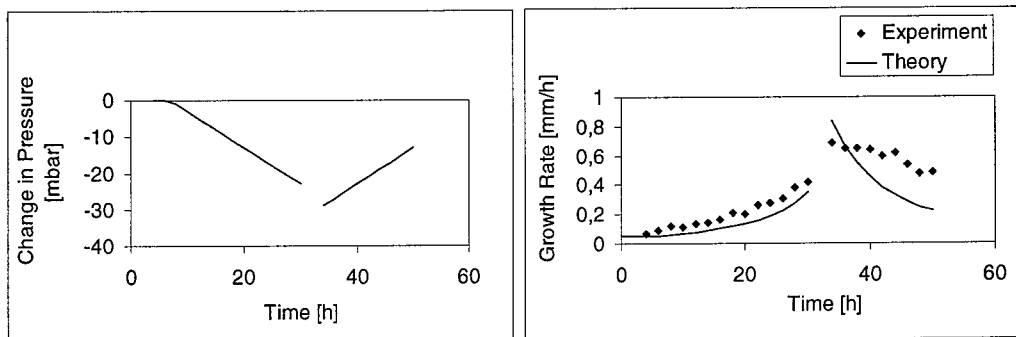 Change in Pressure
[mbar]
0
-10
-20
-30
-40
0 20 40 60
Time [h]
Experiment
Theory
Growth Rate [mm/h]
1
0,8
0,6
0,4
0,2
0
0 20 40 60
Time [h]